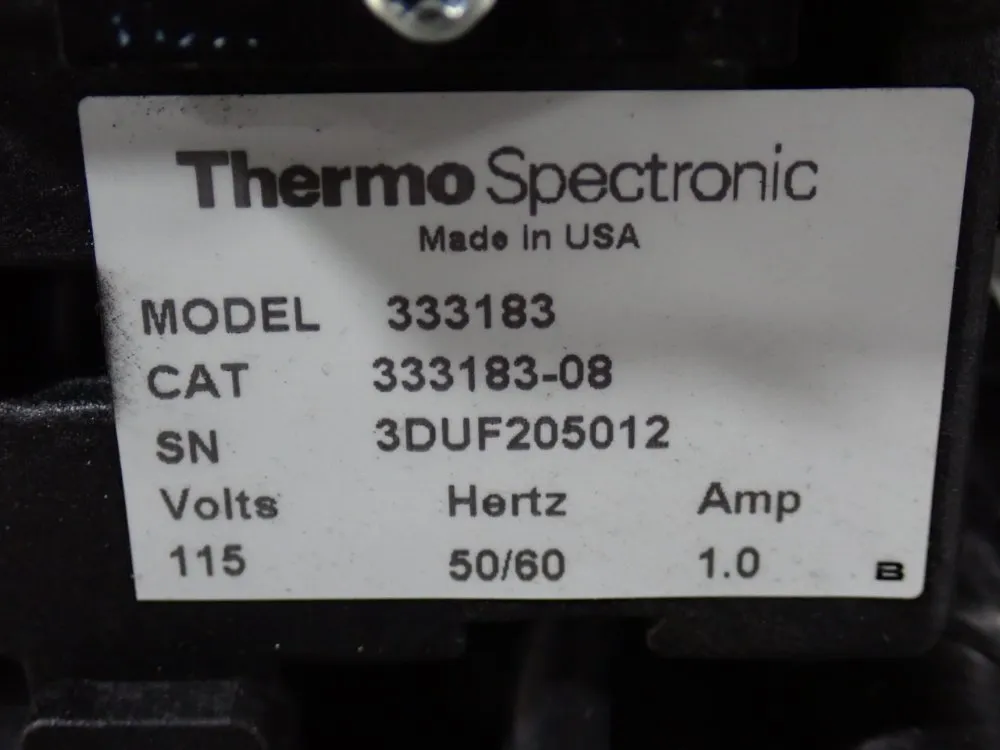 Thermo Spectronic
Made in USA
MODEL 333183
CAT 333183-08
SN 3DUF205012
Volts Hertz Amp
115 50/60 1.0 B